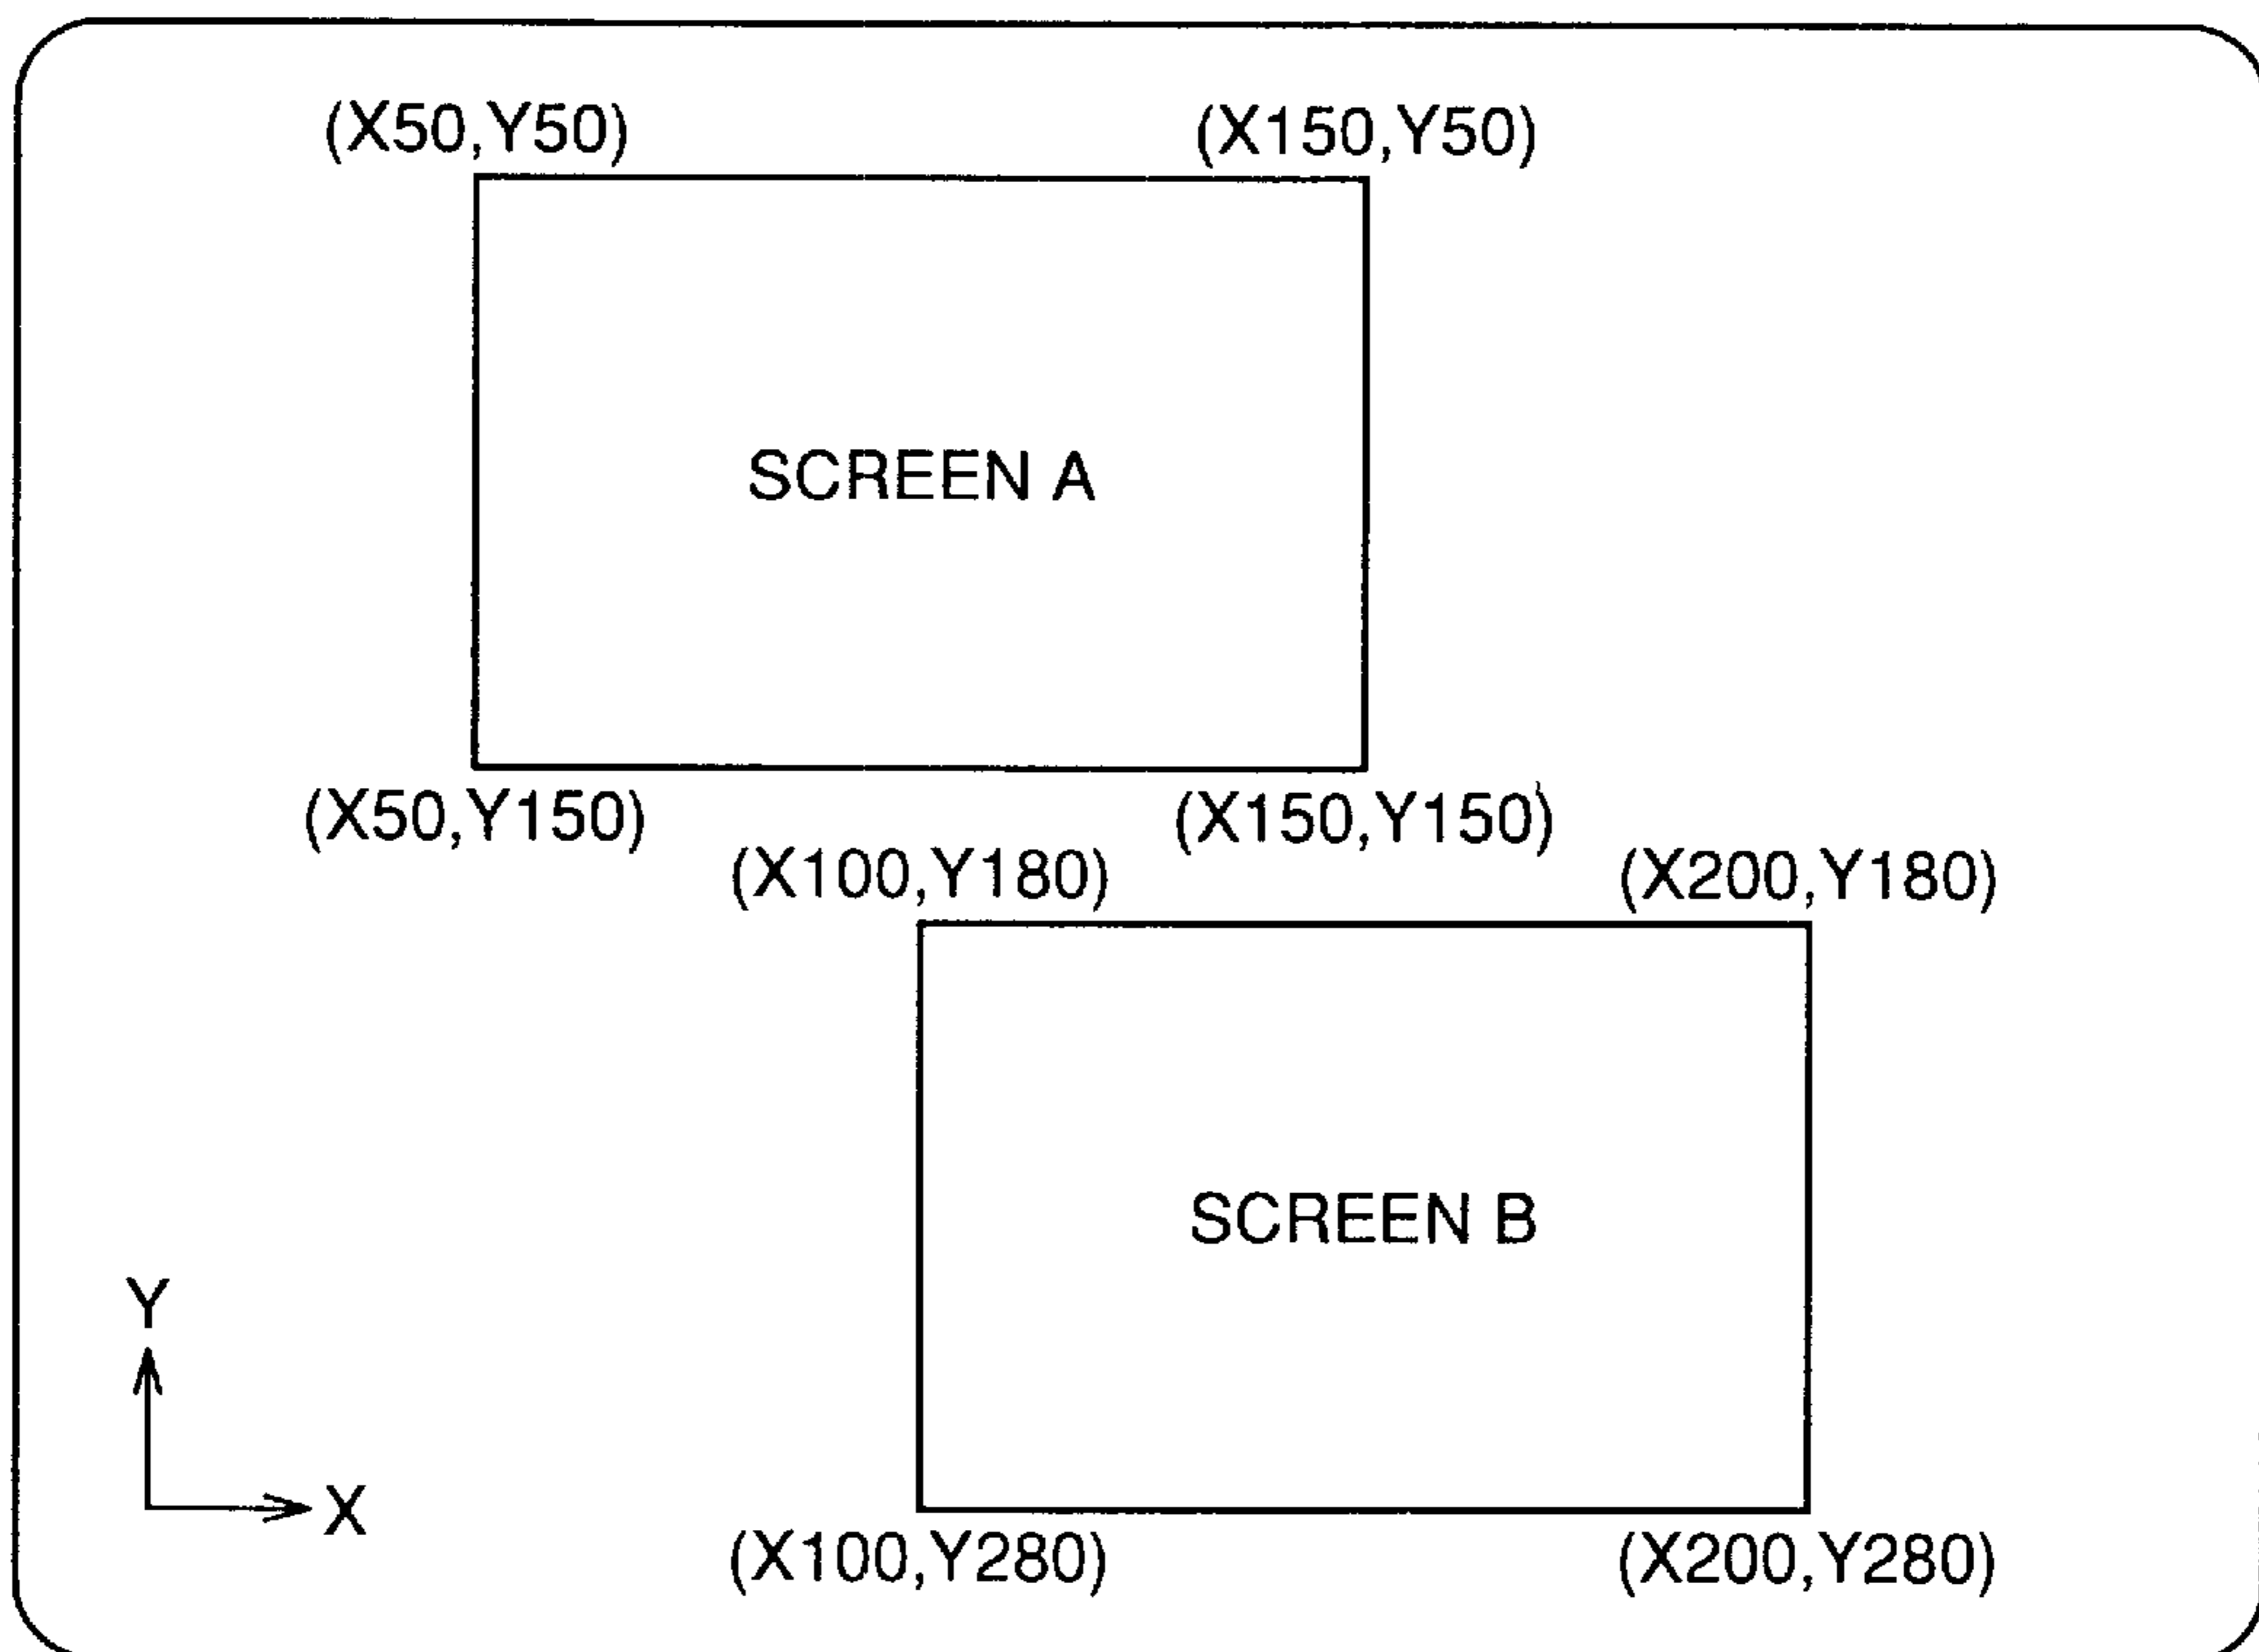 (X50,Y50) (X150,Y50)
SCREEN A
(X50,Y150) (X150,Y150)
(X100,Y180) (X200,Y180)
SCREEN B
Y
X
(X100,Y280) (X200,Y280)